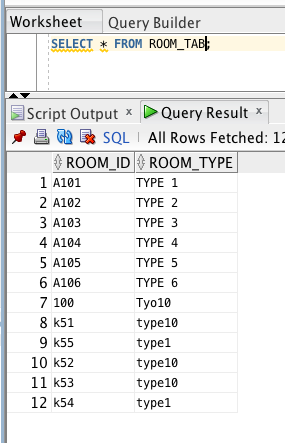 Worksheet Query Builder
SELECT * FROM ROOM_TAB;
Script Output x Query Result x
SQL All Rows Fetched: 12
ROOM_ID ROOM_TYPE
1 A101 TYPE 1
2 A102 TYPE 2
3 A103 TYPE 3
4 A104 TYPE 4
5 A105 TYPE 5
6 A106 TYPE 6
7 100 Tyo10
8 k51 type10
9 k55 type1
10 k52 type10
11 k53 type10
12 k54 type1